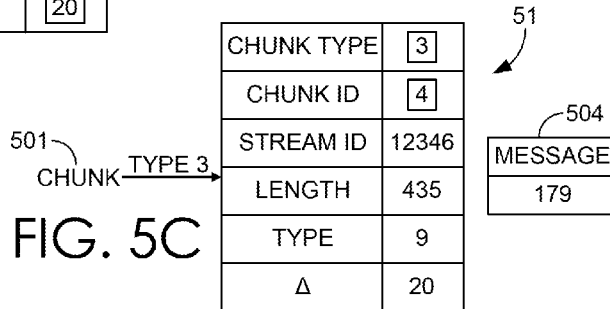 20
51
CHUNK TYPE 3
CHUNK ID 4
504
501
STREAM ID 12346
MESSAGE
CHUNK TYPE 3
LENGTH 435
179
FIG. 5C
TYPE 9
Δ 20